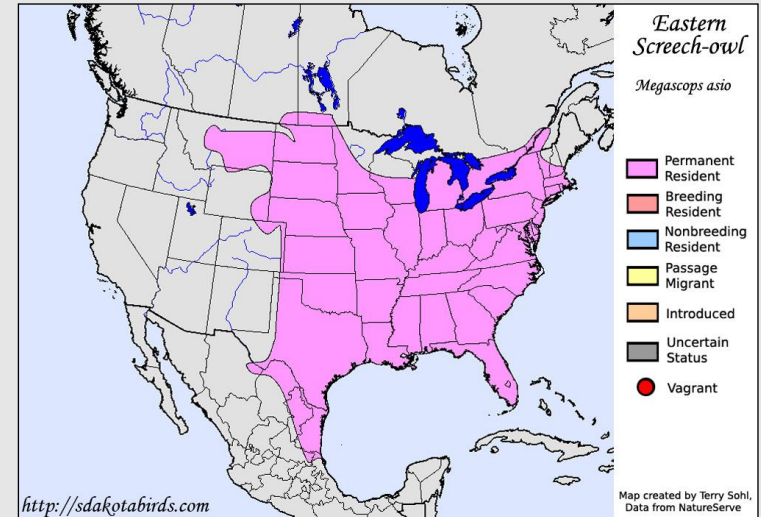 Eastern
Screech-owl
Megascops asio
Permanent
Resident
Breeding
Resident
Nonbreeding
Resident
Passage
Migrant
Introduced
Uncertain
Status
Vagrant
Map created by Terry Sohl,
Data from NatureServe
http://sdakotabirds.com